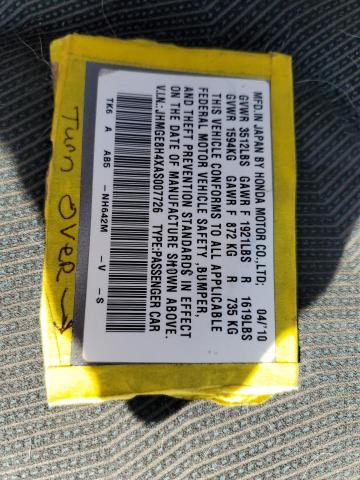 MFD. IN JAPAN BY HONDA MOTOR CO., LTD; 04/'10
GVWR 3512LBS GAWR F 1921LBS R 1619LBS
GVWR 1594KG GAWR F 872 KG R 735 KG
THIS VEHICLE CONFORMS TO ALL APPLICABLE
FEDERAL MOTOR VEHICLE SAFETY, BUMPER,
AND THEFT PREVENTION STANDARDS IN EFFECT
ON THE DATE OF MANUFACTURE SHOWN ABOVE.
V.I.N.: JHMGE8H4XAS007726 TYPE:PASSENGER CAR
TK6 A AB5 -NH642M -V -S
Turn OVER